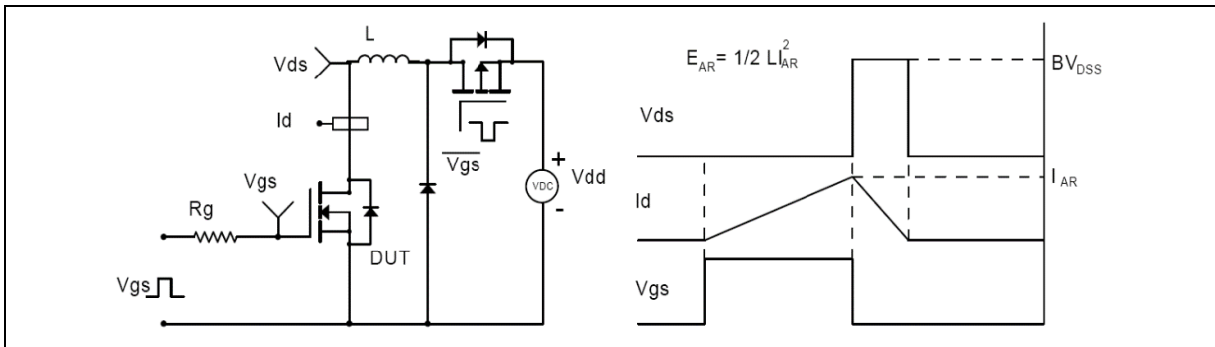 L
Vds
Id
Vgs
Rg
DUT
Vgs
Vgs
+
VDC
-
Vdd
E_AR = 1/2 LI_AR^2
BV_DSS
Vds
I_AR
Id
Vgs